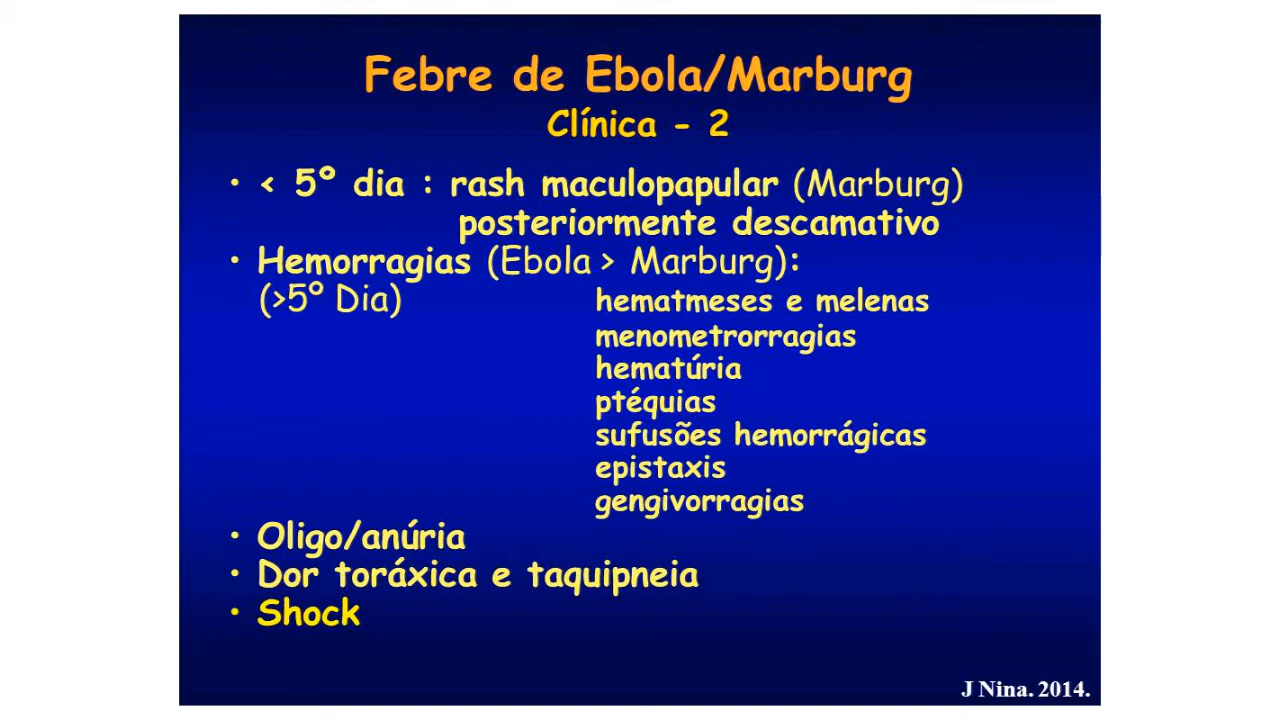 Febre de Ebola/Marburg
Clínica - 2
• < 5º dia : rash maculopapular (Marburg)
posteriormente descamativo
• Hemorragias (Ebola > Marburg):
(>5º Dia) hematmeses e melenas
menometrorragias
hematúria
ptéquias
sufusões hemorrágicas
epistaxis
gengivorragias
• Oligo/anúria
• Dor toráxica e taquipneia
• Shock
J Nina. 2014.